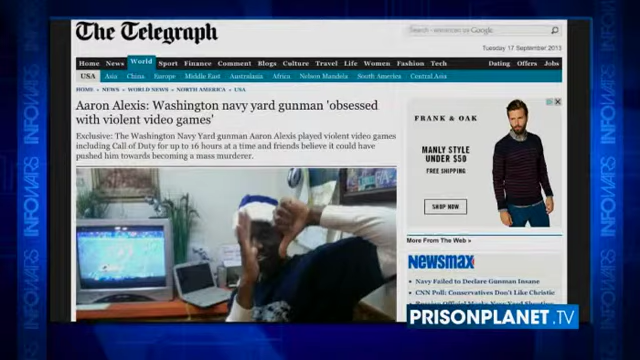 The Telegraph
Search - enhanced by Google
Tuesday 17 September 2013
Home News World Sport Finance Comment Blogs Culture Travel Life Women Fashion Tech Dating Offers Jobs
USA Asia China Europe Middle East Australasia Africa Nelson Mandela South America Central Asia
HOME » NEWS » WORLD NEWS » NORTH AMERICA » USA
Aaron Alexis: Washington navy yard gunman 'obsessed
with violent video games'
Exclusive: The Washington Navy Yard gunman Aaron Alexis played violent video games
including Call of Duty for up to 16 hours at a time and friends believe it could have
pushed him towards becoming a mass murderer.
FRANK & OAK
MANLY STYLE
UNDER $50
FREE SHIPPING
SHOP NOW
More From The Web »
Newsmax
Navy Failed to Declare Gunman Insane
CNN Poll: Conservatives Don't Like Christie
PRISONPLANET.TV
INFOWARS
INFOWARS